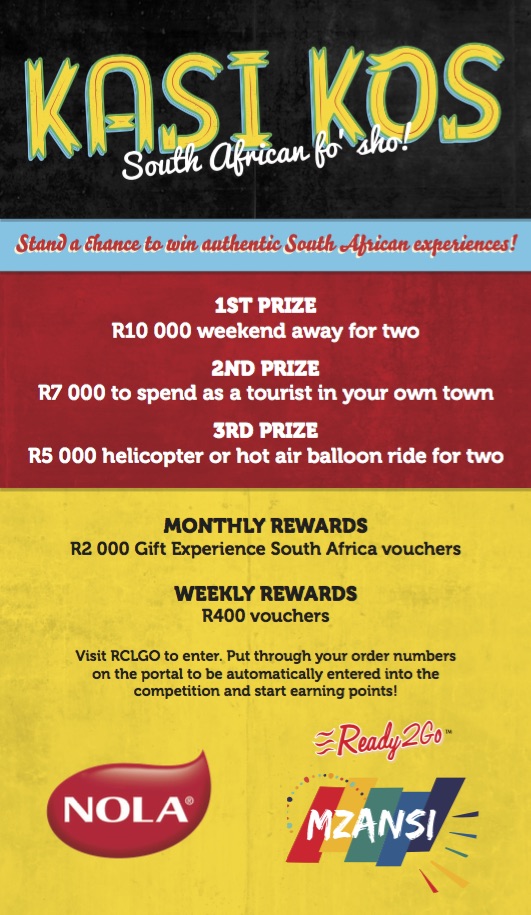 KASI KOS
South African fo' sho!
Stand a chance to win authentic South African experiences!
1ST PRIZE
R10 000 weekend away for two
2ND PRIZE
R7 000 to spend as a tourist in your own town
3RD PRIZE
R5 000 helicopter or hot air balloon ride for two
MONTHLY REWARDS
R2 000 Gift Experience South Africa vouchers
WEEKLY REWARDS
R400 vouchers
Visit RCLGO to enter. Put through your order numbers
on the portal to be automatically entered into the
competition and start earning points!
Ready2Go™
NOLA®
MZANSI